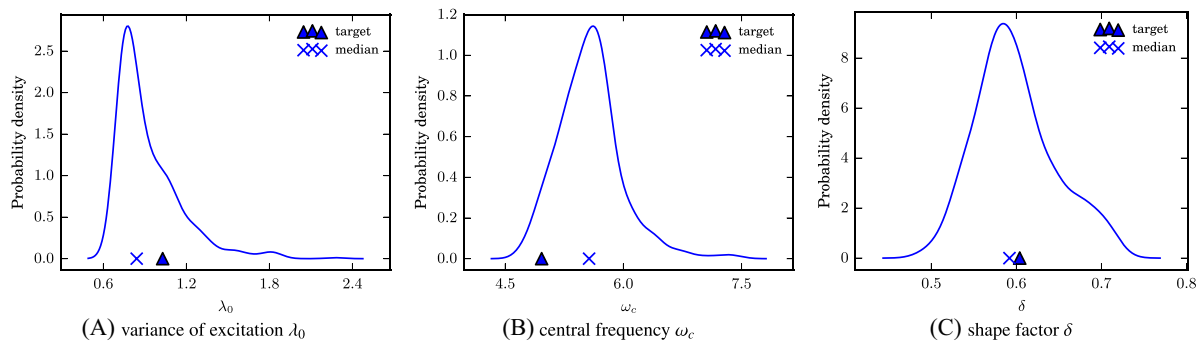 Probability density
2.5
2.0
1.5
1.0
0.5
0.0
0.6
1.2
1.8
2.4
target
median
λ0
(A) variance of excitation λ0
Probability density
1.2
1.0
0.8
0.6
0.4
0.2
0.0
4.5
6.0
7.5
target
median
ωc
(B) central frequency ωc
Probability density
8
6
4
2
0
0.5
0.6
0.7
0.8
target
median
δ
(C) shape factor δ